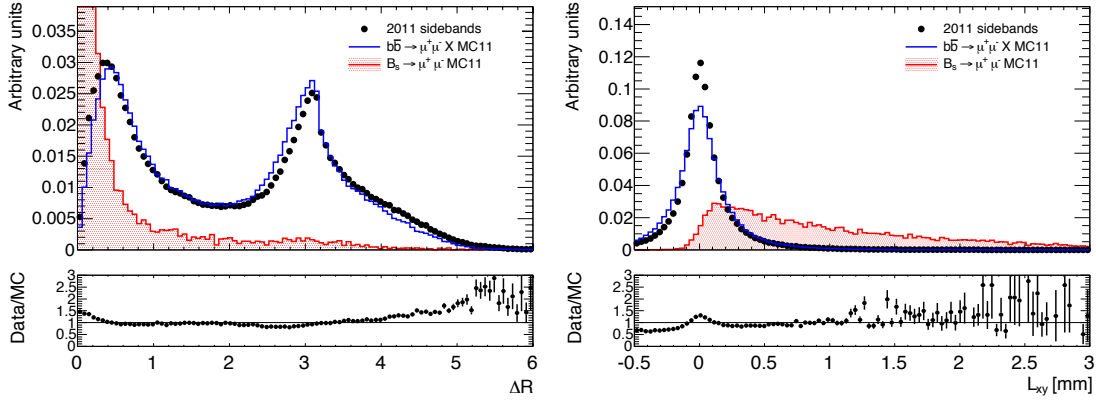 Arbitrary units
0.035
0.03
0.025
0.02
0.015
0.01
0.005
0
2011 sidebands
bb̅ → μ⁺μ⁻ X MC11
Bₛ → μ⁺ μ⁻ MC11
Data/MC
3
2.5
2
1.5
1
0.5
0
0 1 2 3 4 5 6
ΔR
Arbitrary units
0.14
0.12
0.1
0.08
0.06
0.04
0.02
0
2011 sidebands
bb̅ → μ⁺μ⁻ X MC11
Bₛ → μ⁺ μ⁻ MC11
Data/MC
3
2.5
2
1.5
1
0.5
0
-0.5 0 0.5 1 1.5 2 2.5 3
L_xy [mm]